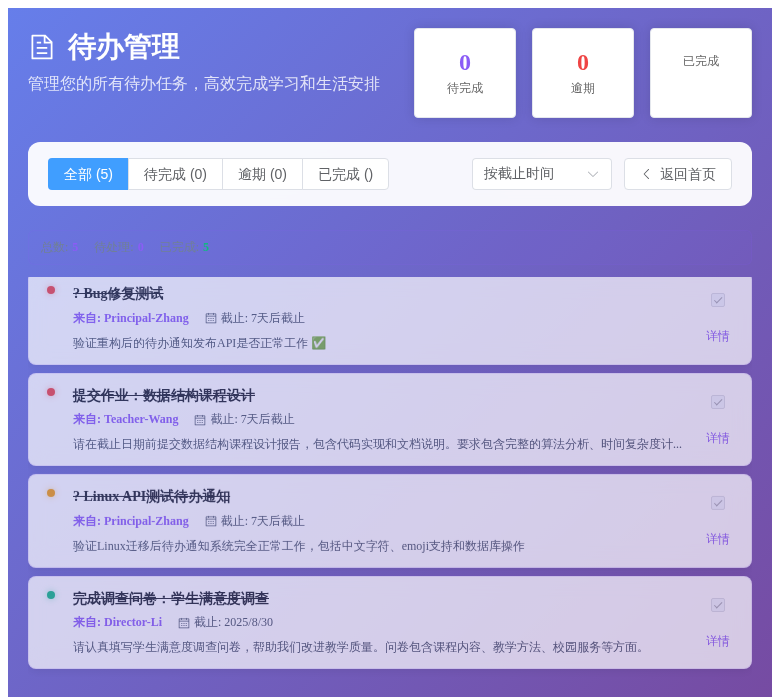 待办管理
管理您的所有待办任务，高效完成学习和生活安排
0
待完成
0
逾期
已完成
全部 (5)
待完成 (0)
逾期 (0)
已完成 ()
按截止时间
返回首页
? Bug修复测试
来自: Principal-Zhang
截止: 7天后截止
验证重构后的待办通知发布API是否正常工作 ✅
详情
提交作业：数据结构课程设计
来自: Teacher-Wang
截止: 7天后截止
请在截止日期前提交数据结构课程设计报告，包含代码实现和文档说明。要求包含完整的算法分析、时间复杂度计...
详情
? Linux API测试待办通知
来自: Principal-Zhang
截止: 7天后截止
验证Linux迁移后待办通知系统完全正常工作，包括中文字符、emoji支持和数据库操作
详情
完成调查问卷：学生满意度调查
来自: Director-Li
截止: 2025/8/30
请认真填写学生满意度调查问卷，帮助我们改进教学质量。问卷包含课程内容、教学方法、校园服务等方面。
详情